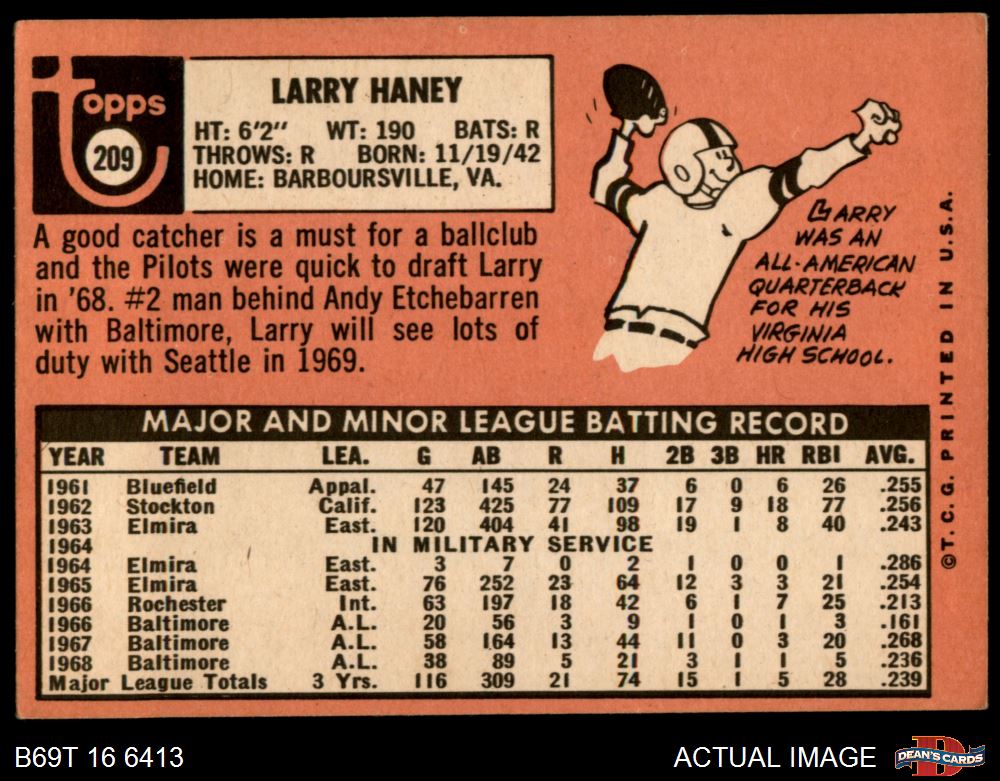 Topps
209
LARRY HANEY
HT: 6'2" WT: 190 BATS: R
THROWS: R BORN: 11/19/42
HOME: BARBOURSVILLE, VA.
A good catcher is a must for a ballclub
and the Pilots were quick to draft Larry
in '68. #2 man behind Andy Etchebarren
with Baltimore, Larry will see lots of
duty with Seattle in 1969.
LARRY
WAS AN
ALL-AMERICAN
QUARTERBACK
FOR HIS
VIRGINIA
HIGH SCHOOL.
©T. C. G. PRINTED IN U. S. A.
MAJOR AND MINOR LEAGUE BATTING RECORD
YEAR TEAM LEA. G AB R H 2B 3B HR RBI AVG.
1961 Bluefield Appal. 47 145 24 37 6 0 6 26 .255
1962 Stockton Calif. 123 425 77 109 17 9 18 77 .256
1963 Elmira East. 120 404 41 98 19 1 8 40 .243
1964 IN MILITARY SERVICE
1964 Elmira East. 3 7 0 2 1 0 0 1 .286
1965 Elmira East. 76 252 23 64 12 3 3 21 .254
1966 Rochester Int. 63 197 18 42 6 1 7 25 .213
1966 Baltimore A.L. 20 56 3 9 1 0 1 3 .161
1967 Baltimore A.L. 58 164 13 44 11 0 3 20 .268
1968 Baltimore A.L. 38 89 5 21 3 1 1 5 .236
Major League Totals 3 Yrs. 116 309 21 74 15 1 5 28 .239
B69T 16 6413
ACTUAL IMAGE
D
DEAN'S CARDS